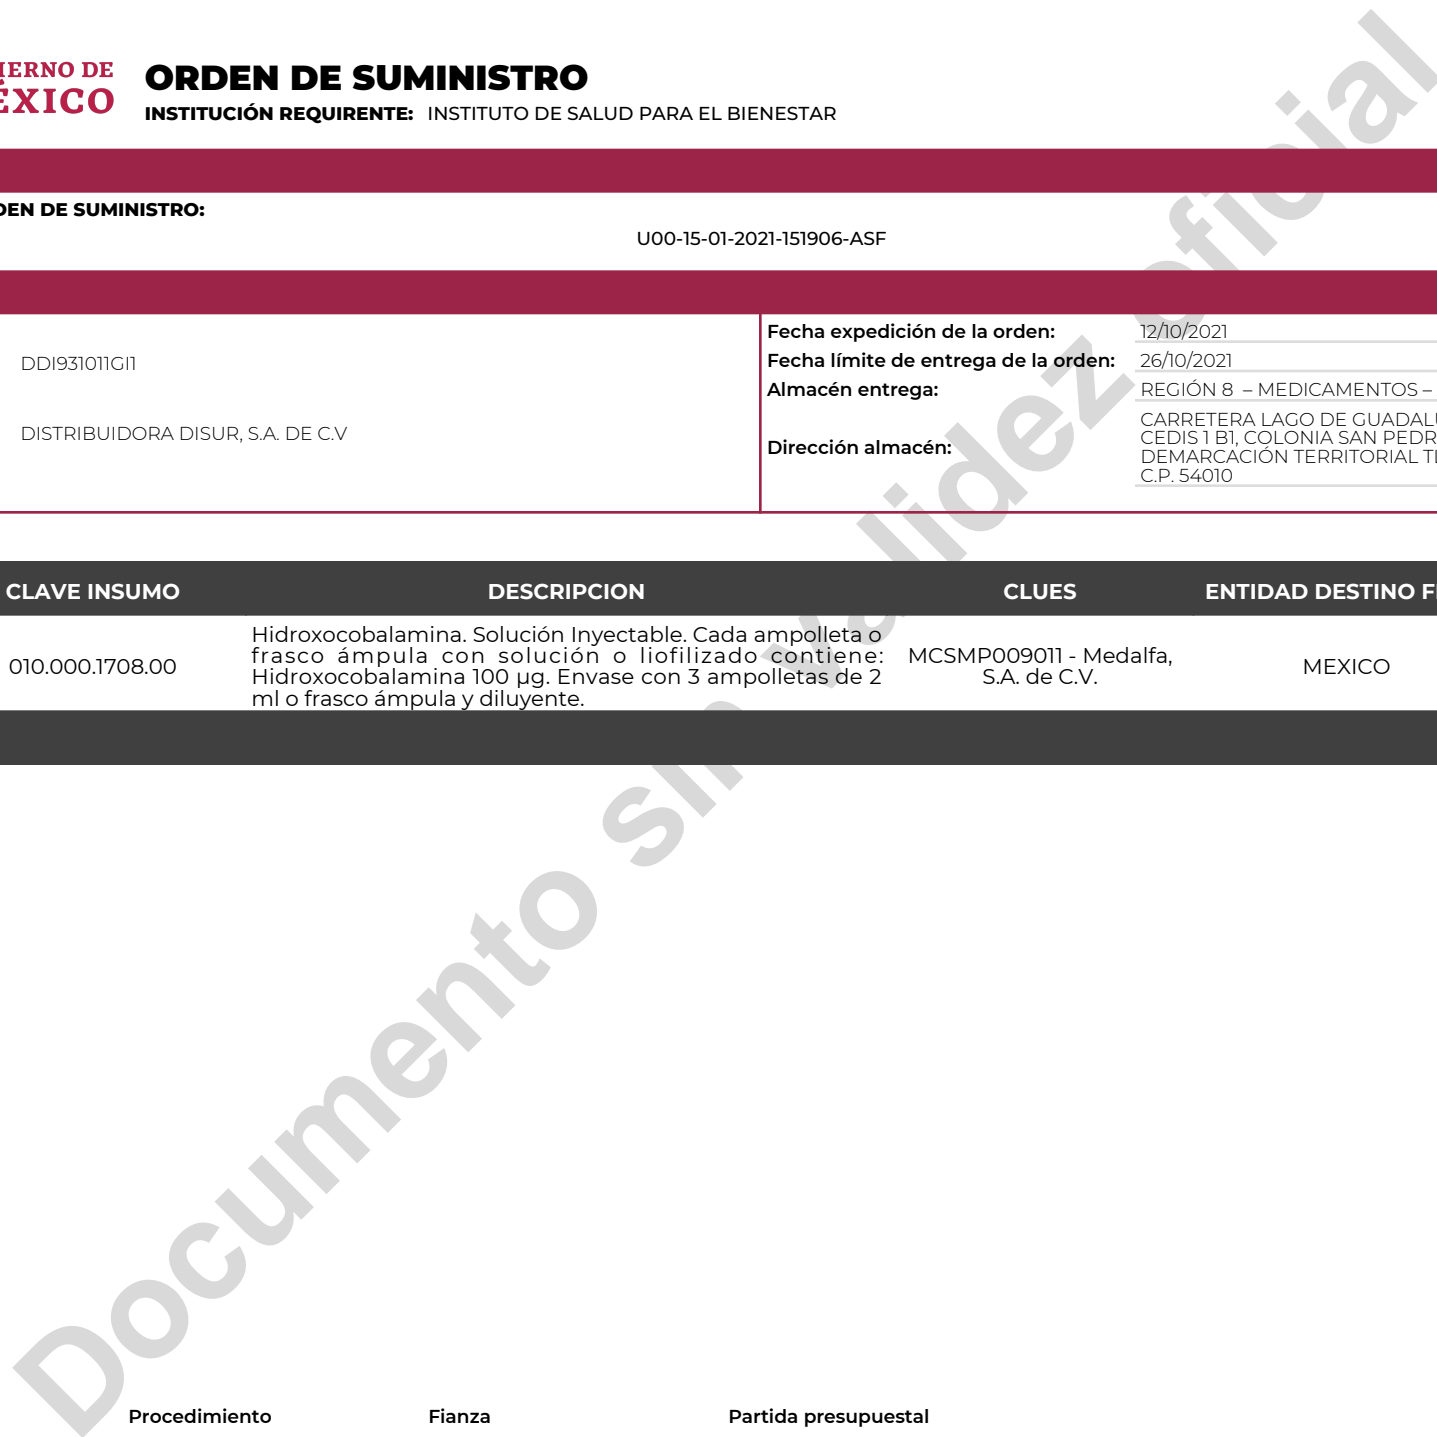 IERNO DE
ÉXICO
ORDEN DE SUMINISTRO
INSTITUCIÓN REQUIRENTE: INSTITUTO DE SALUD PARA EL BIENESTAR
DEN DE SUMINISTRO:
U00-15-01-2021-151906-ASF
DDI931011GI1
DISTRIBUIDORA DISUR, S.A. DE C.V
Fecha expedición de la orden: 12/10/2021
Fecha límite de entrega de la orden: 26/10/2021
Almacén entrega: REGIÓN 8 – MEDICAMENTOS –
Dirección almacén:
CARRETERA LAGO DE GUADALU
CEDIS 1 B1, COLONIA SAN PEDR
DEMARCACIÓN TERRITORIAL TL
C.P. 54010
CLAVE INSUMO DESCRIPCION CLUES ENTIDAD DESTINO FI
010.000.1708.00
Hidroxocobalamina. Solución Inyectable. Cada ampolleta o
frasco ámpula con solución o liofilizado contiene:
Hidroxocobalamina 100 µg. Envase con 3 ampolletas de 2
ml o frasco ámpula y diluyente.
MCSMP009011 - Medalfa,
S.A. de C.V.
MEXICO
Documento sin validez oficial
Procedimiento Fianza Partida presupuestal